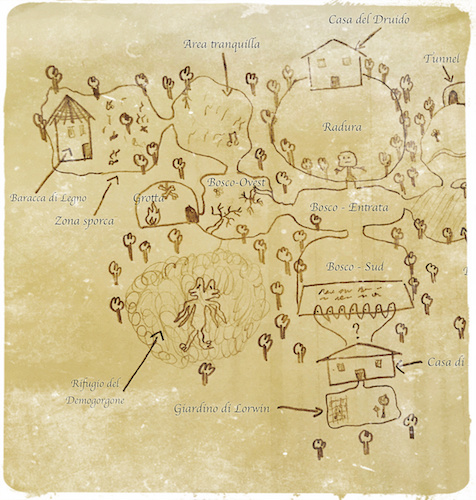 Casa del Druido
Area tranquilla
Tunnel
Radura
Baracca di Legno
Bosco-Ovest
Grotta
Zona sporca
Bosco - Entrata
Bosco - Sud
?
Casa di
Rifugio del
Demogorgone
Giardino di Lorwin